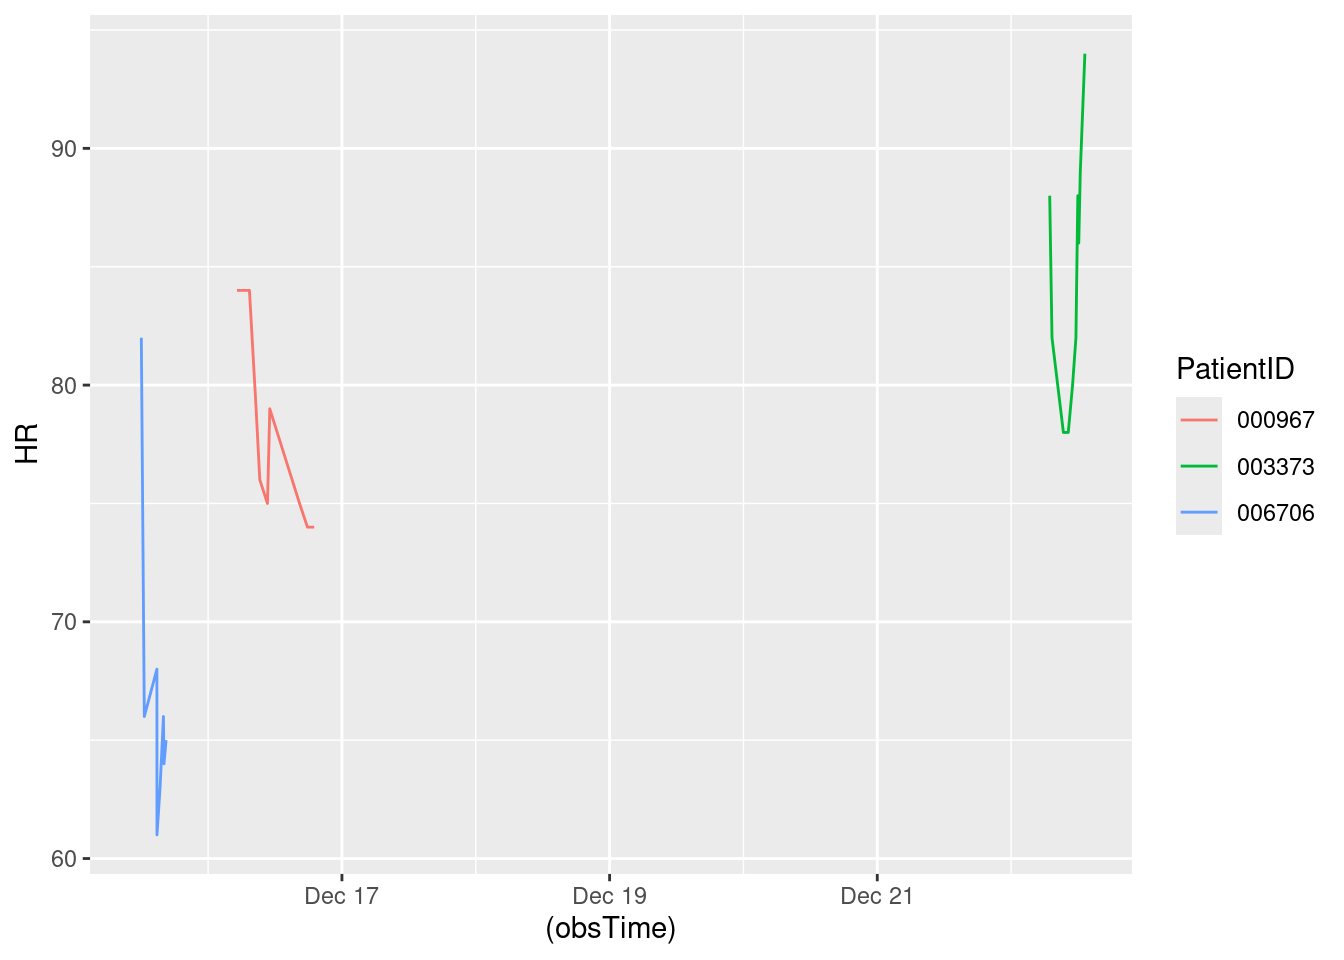 90
80
70
60
HR
Dec 17
Dec 19
Dec 21
(obsTime)
PatientID
000967
003373
006706